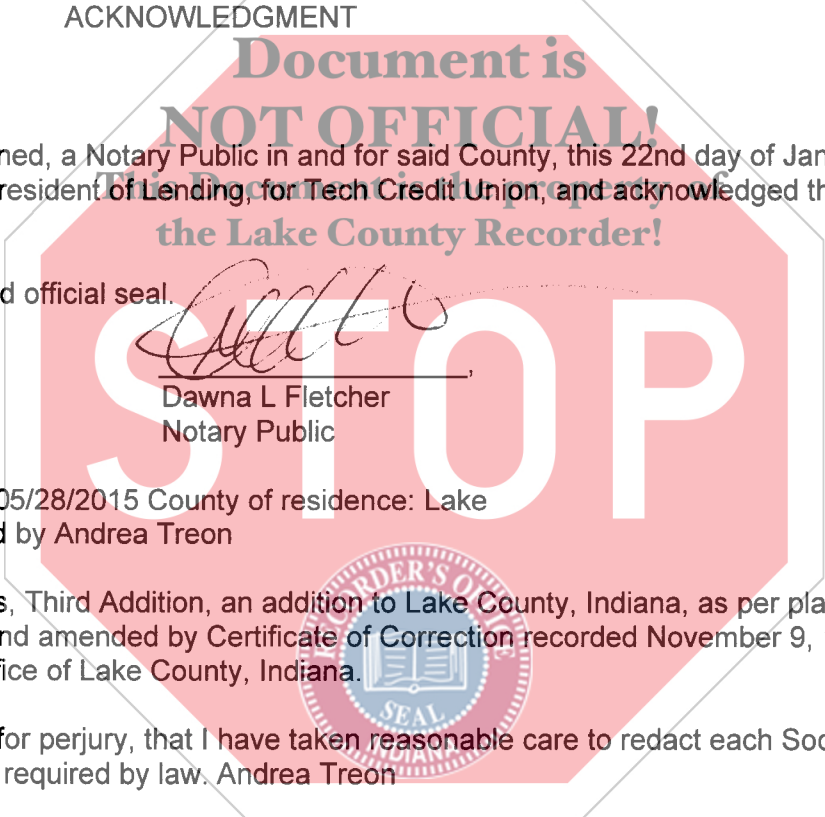 ACKNOWLEDGMENT
Document is
NOT OFFICIAL!
ned, a Notary Public in and for said County, this 22nd day of Jan
resident of Lending, for Tech Credit Union, and acknowledged th
This Document is the property of
the Lake County Recorder!
d official seal.
STOP
Dawna L Fletcher
Notary Public
05/28/2015 County of residence: Lake
d by Andrea Treon
s, Third Addition, an addition to Lake County, Indiana, as per pla
nd amended by Certificate of Correction recorded November 9,
ice of Lake County, Indiana.
RECORDER'S OFFICE
SEAL
INDIANA
for perjury, that I have taken reasonable care to redact each Soc
required by law. Andrea Treon